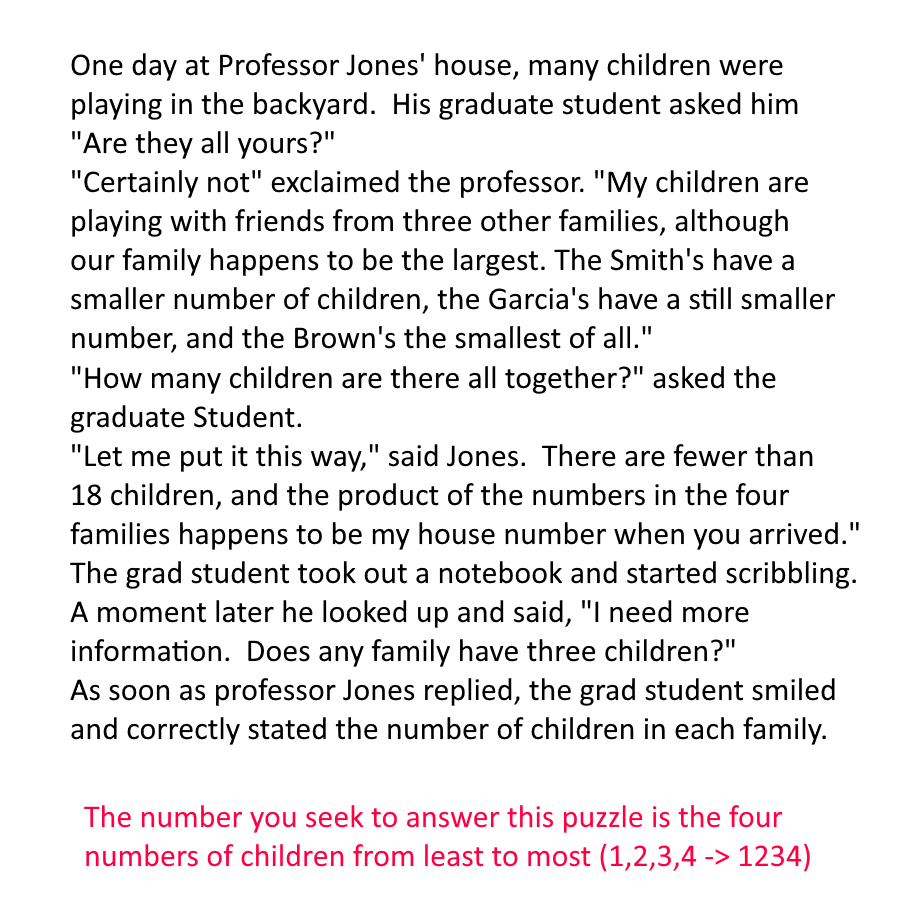 One day at Professor Jones' house, many children were
playing in the backyard.  His graduate student asked him
"Are they all yours?"
"Certainly not" exclaimed the professor. "My children are
playing with friends from three other families, although
our family happens to be the largest. The Smith's have a
smaller number of children, the Garcia's have a still smaller
number, and the Brown's the smallest of all."
"How many children are there all together?" asked the
graduate Student.
"Let me put it this way," said Jones.  There are fewer than
18 children, and the product of the numbers in the four
families happens to be my house number when you arrived."
The grad student took out a notebook and started scribbling.
A moment later he looked up and said, "I need more
information.  Does any family have three children?"
As soon as professor Jones replied, the grad student smiled
and correctly stated the number of children in each family.
The number you seek to answer this puzzle is the four
numbers of children from least to most (1,2,3,4 -> 1234)